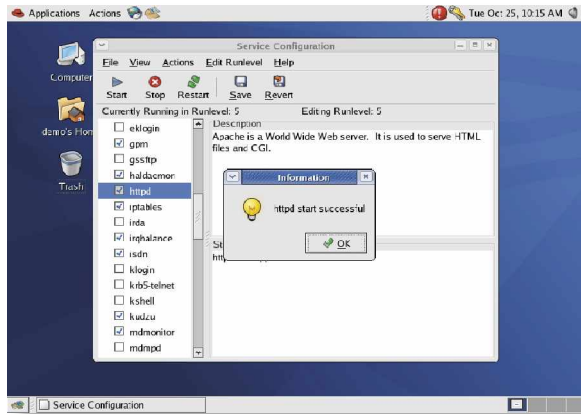 Applications Actions
Tue Oct 25, 10:15 AM
Computer
demo's Hom
Trash
Service Configuration
File View Actions Edit Runlevel Help
Start Stop Restart Save Revert
Currently Running in Runlevel: 5 Editing Runlevel: 5
eklogin
gpm
gssftp
haldaemon
httpd
iptables
irda
irqbalance
isdn
klogin
krb5-telnet
kshell
kudzu
mdmonitor
mdmpd
Description
Apache is a World Wide Web server. It is used to serve HTML
files and CGI.
Information
httpd start successful
OK
St
Service Configuration